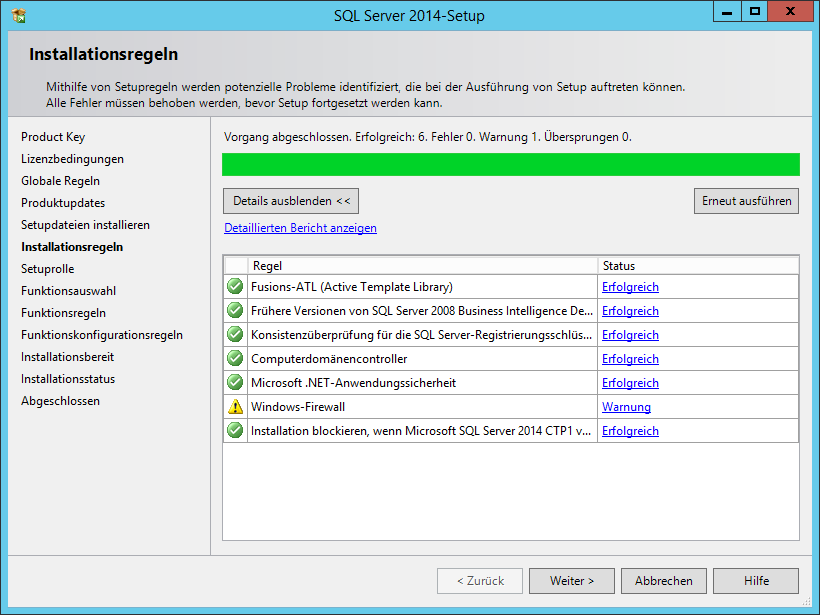 SQL Server 2014-Setup
Installationsregeln
Mithilfe von Setupregeln werden potenzielle Probleme identifiziert, die bei der Ausführung von Setup auftreten können.
Alle Fehler müssen behoben werden, bevor Setup fortgesetzt werden kann.
Product Key
Lizenzbedingungen
Globale Regeln
Produktupdates
Setupdateien installieren
Installationsregeln
Setuprolle
Funktionsauswahl
Funktionsregeln
Funktionskonfigurationsregeln
Installationsbereit
Installationsstatus
Abgeschlossen
Vorgang abgeschlossen. Erfolgreich: 6. Fehler 0. Warnung 1. Übersprungen 0.
Details ausblenden << Erneut ausführen
Detaillierten Bericht anzeigen
Regel Status
Fusions-ATL (Active Template Library) Erfolgreich
Frühere Versionen von SQL Server 2008 Business Intelligence De... Erfolgreich
Konsistenzüberprüfung für die SQL Server-Registrierungsschlüs... Erfolgreich
Computerdomänencontroller Erfolgreich
Microsoft .NET-Anwendungssicherheit Erfolgreich
Windows-Firewall Warnung
Installation blockieren, wenn Microsoft SQL Server 2014 CTP1 v... Erfolgreich
< Zurück Weiter > Abbrechen Hilfe